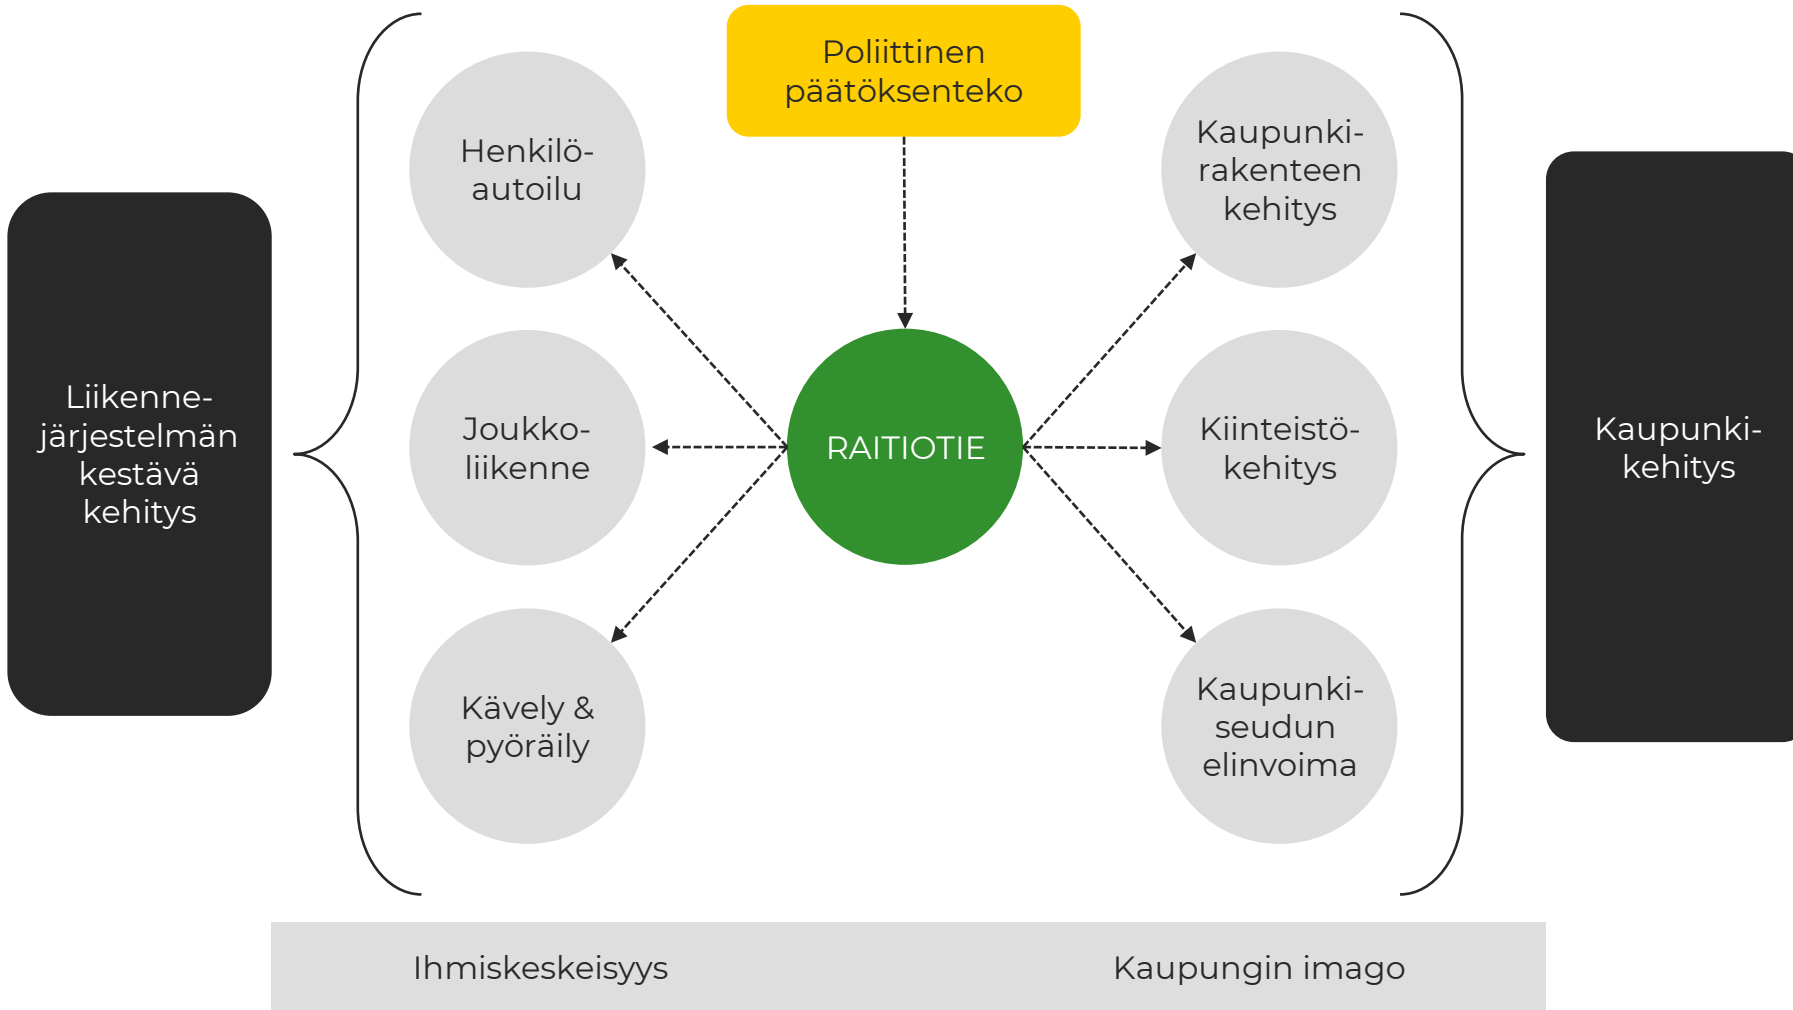 Poliittinen
päätöksenteko
Liikenne-
järjestelmän
kestävä
kehitys
Henkilö-
autoilu
Joukko-
liikenne
Kävely &
pyöräily
RAITIOTIE
Kaupunki-
rakenteen
kehitys
Kiinteistö-
kehitys
Kaupunki-
seudun
elinvoima
Kaupunki-
kehitys
Ihmiskeskeisyys
Kaupungin imago